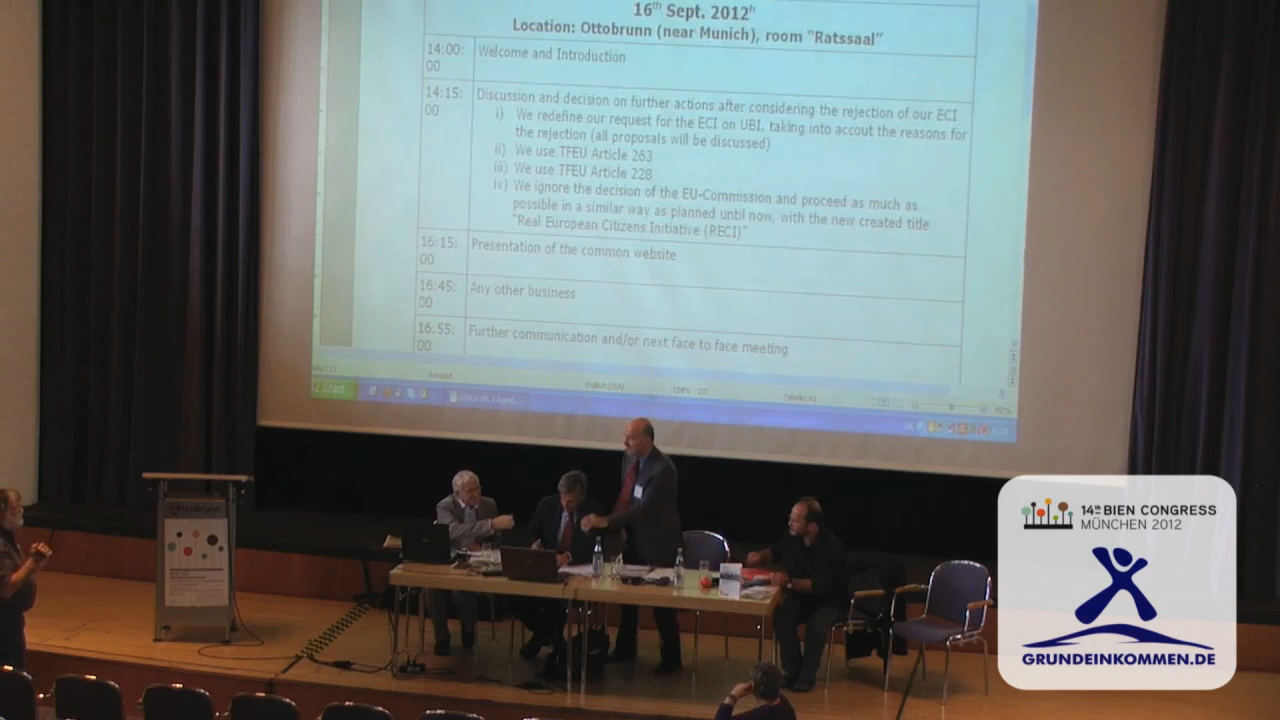 16th Sept. 2012h
Location: Ottobrunn (near Munich), room "Ratssaal"
14:00:
00
Welcome and Introduction
14:15:
00
Discussion and decision on further actions after considering the rejection of our ECI
i) We redefine our request for the ECI on UBI, taking into accout the reasons for
the rejection (all proposals will be discussed)
ii) We use TFEU Article 263
iii) We use TFEU Article 228
iv) We ignore the decision of the EU-Commission and proceed as much as
possible in a similar way as planned until now, with the new created title
"Real European Citizens Initiative (RECI)"
16:15:
00
Presentation of the common website
16:45:
00
Any other business
16:55:
00
Further communication and/or next face to face meeting
Standard
Englisch (USA)
Start
ottobrunn
14th BIEN CONGRESS
MÜNCHEN 2012
GRUNDEINKOMMEN.DE